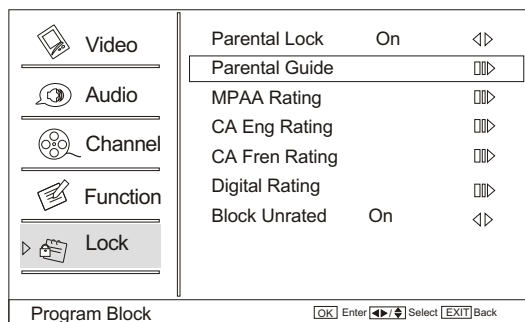 Video
Audio
Channel
Function
Lock
Parental Lock On
Parental Guide
MPAA Rating
CA Eng Rating
CA Fren Rating
Digital Rating
Block Unrated On
Program Block
OK Enter ◀▶/▲▼ Select EXIT Back